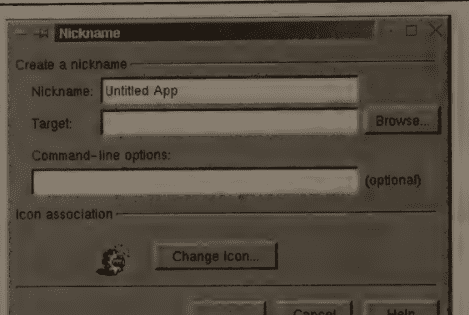 Nickname
Create a nickname
Nickname: Untitled App
Target: Browse...
Command-line options:
(optional)
Icon association
Change Icon...
Cancel Help